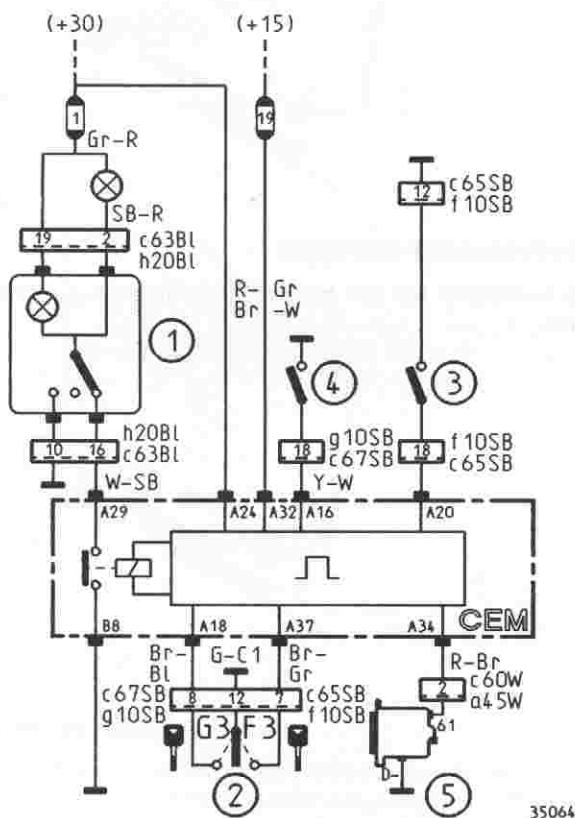 (+30) (+15)
1 19
Gr-R
12 c65SB
f10SB
SB-R
19 2 c63Bl
h20Bl
R- Gr
Br -W
1
4 3
10 16 h20Bl
c63Bl
18 g10SB
c67SB
18 f10SB
c65SB
W-SB Y-W
A29 A24 A32 A16 A20
B8 A18 A37 A34 CEM
Br- G-C1 Br-
Bl Gr
R-Br
c67SB 8 12 7 c65SB
g10SB f10SB
2 c60W
a45W
G3 F3
61
D-
2 5
35064